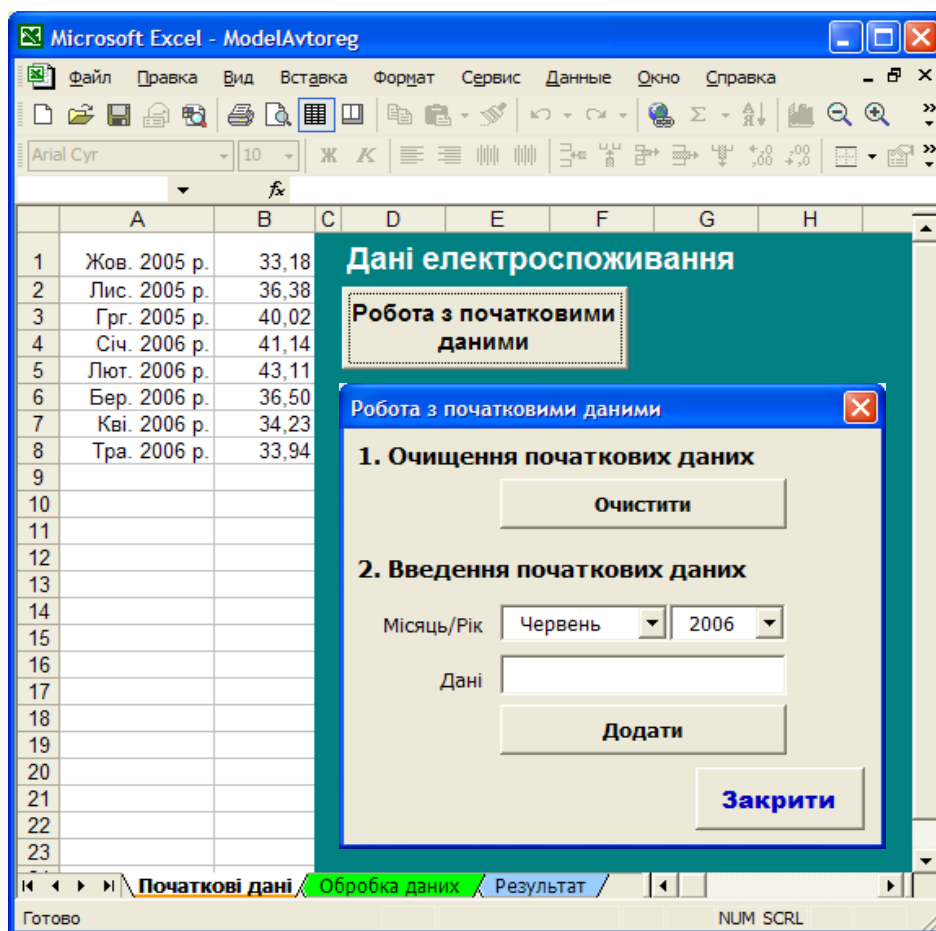 Microsoft Excel - ModelAvtoreg
Файл Правка Вид Вставка Формат Сервис Данные Окно Справка
Arial Cyr 10 Ж К
fx
A B C D E F G H
1 Жов. 2005 р. 33,18 Дані електроспоживання
2 Лис. 2005 р. 36,38
3 Грг. 2005 р. 40,02
4 Січ. 2006 р. 41,14
5 Лют. 2006 р. 43,11
6 Бер. 2006 р. 36,50
7 Кві. 2006 р. 34,23
8 Тра. 2006 р. 33,94
9
10
11
12
13
14
15
16
17
18
19
20
21
22
23
Робота з початковими
даними
Робота з початковими даними
1. Очищення початкових даних
Очистити
2. Введення початкових даних
Місяць/Рік Червень 2006
Дані
Додати
Закрити
Початкові дані Обробка даних Результат
Готово NUM SCRL